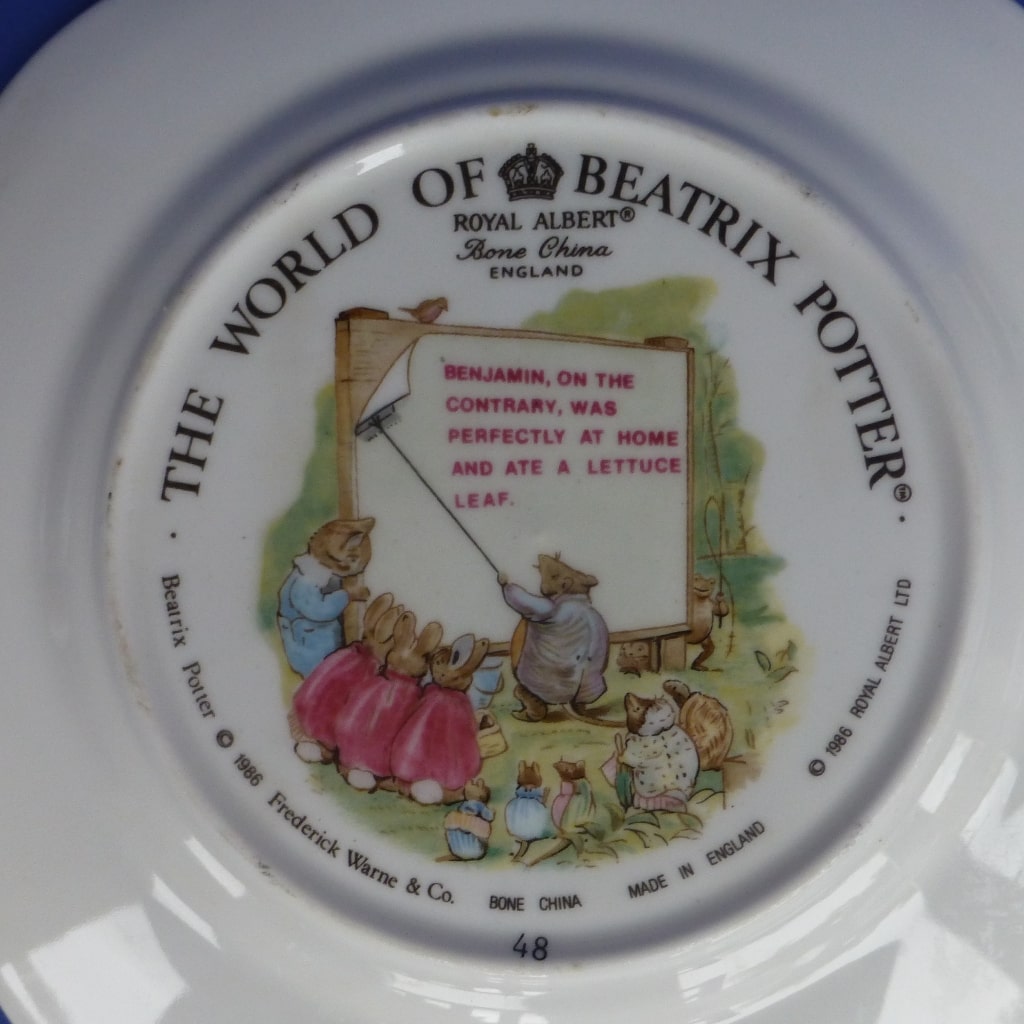 THE WORLD OF BEATRIX POTTER™.
ROYAL ALBERT®
Bone China
ENGLAND
BENJAMIN, ON THE
CONTRARY, WAS
PERFECTLY AT HOME
AND ATE A LETTUCE
LEAF.
Beatrix Potter © 1986 Frederick Warne & Co.
BONE CHINA
MADE IN ENGLAND
© 1986 ROYAL ALBERT LTD
48